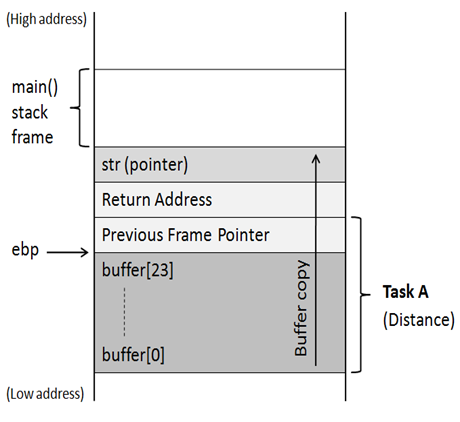 (High address)
main()
stack
frame
str (pointer)
Return Address
Previous Frame Pointer
ebp
buffer[23]
Buffer copy
Task A
(Distance)
buffer[0]
(Low address)